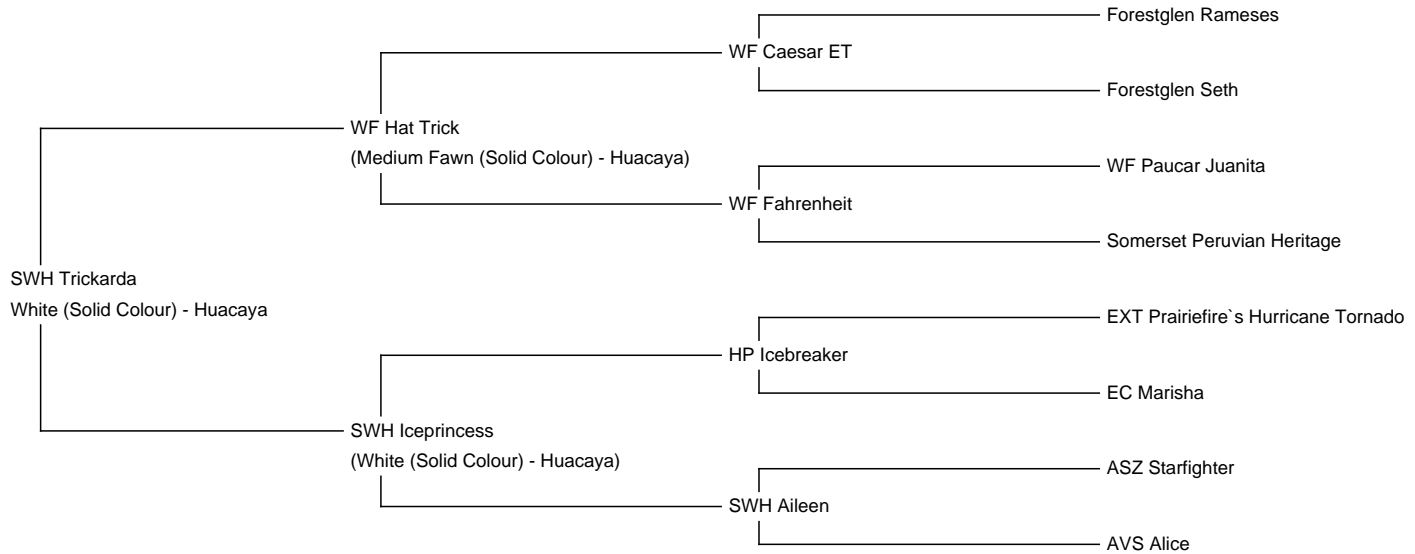 Forestglen Rameses
WF Caesar ET
Forestglen Seth
WF Hat Trick
(Medium Fawn (Solid Colour) - Huacaya)
WF Paucar Juanita
WF Fahrenheit
Somerset Peruvian Heritage
SWH Trickarda
White (Solid Colour) - Huacaya
EXT Prairiefire`s Hurricane Tornado
HP Icebreaker
EC Marisha
SWH Iceprincess
(White (Solid Colour) - Huacaya)
ASZ Starfighter
SWH Aileen
AVS Alice